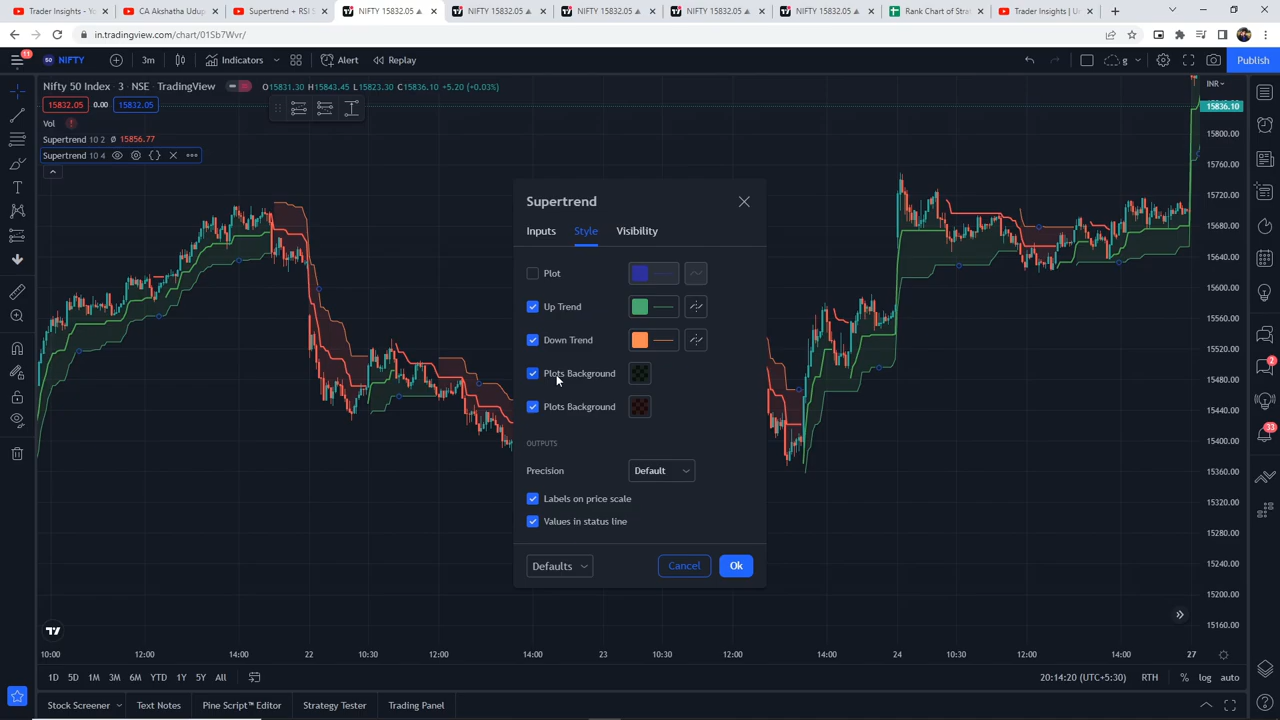 Trader Insights - Yo
CA Akshatha Udup
Supertrend + RSI S
NIFTY 15832.05 ▲
NIFTY 15832.05 ▲
NIFTY 15832.05 ▲
NIFTY 15832.05 ▲
NIFTY 15832.05 ▲
Rank Chart of Strat
Trader Insights | U
in.tradingview.com/chart/01Sb7Wvr/
11
50 NIFTY
3m
Indicators
Alert
Replay
g
Publish
Nifty 50 Index · 3 · NSE TradingView
O15831.30 H15843.45 L15823.30 C15836.10 +5.20 (+0.03%)
INR
15832.05 0.00 15832.05
15836.10
Vol
Supertrend 10 2 ø 15856.77
Supertrend 10 4
15800.00
15760.00
15720.00
15680.00
15640.00
15600.00
15560.00
15520.00
15480.00
15440.00
15400.00
15360.00
15320.00
15280.00
15240.00
15200.00
15160.00
Supertrend
Inputs
Style
Visibility
Plot
Up Trend
Down Trend
Plots Background
Plots Background
OUTPUTS
Precision
Default
Labels on price scale
Values in status line
Defaults
Cancel
Ok
2
33
10:00 12:00 14:00 22 10:30 12:00 14:00 23 10:30 12:00 14:00 24 10:30 12:00 14:00 27
1D 5D 1M 3M 6M YTD 1Y 5Y All
20:14:20 (UTC+5:30) RTH % log auto
Stock Screener
Text Notes
Pine Script™ Editor
Strategy Tester
Trading Panel